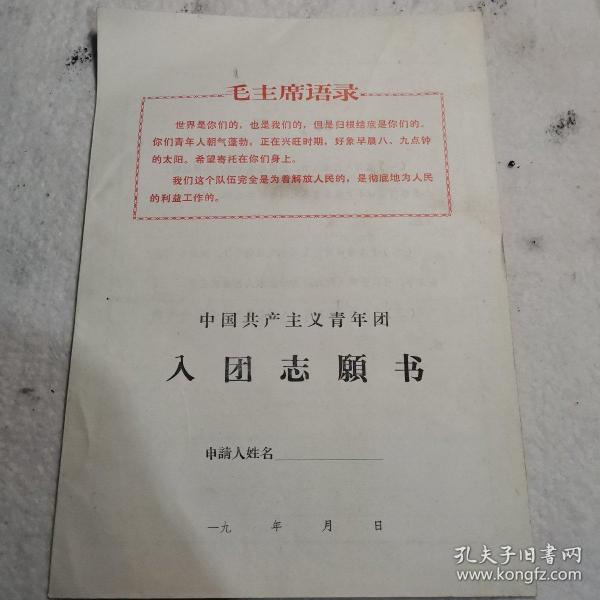 毛主席语录
世界是你们的，也是我们的，但是归根结底是你们的。
你们青年人朝气蓬勃，正在兴旺时期，好象早晨八、九点钟
的太阳。希望寄托在你们身上。
我们这个队伍完全是为着解放人民的，是彻底地为人民
的利益工作的。
中国共产主义青年团
入团志願书
申請人姓名
一九 年 月 日
孔夫子旧书网
www.kongfz.com